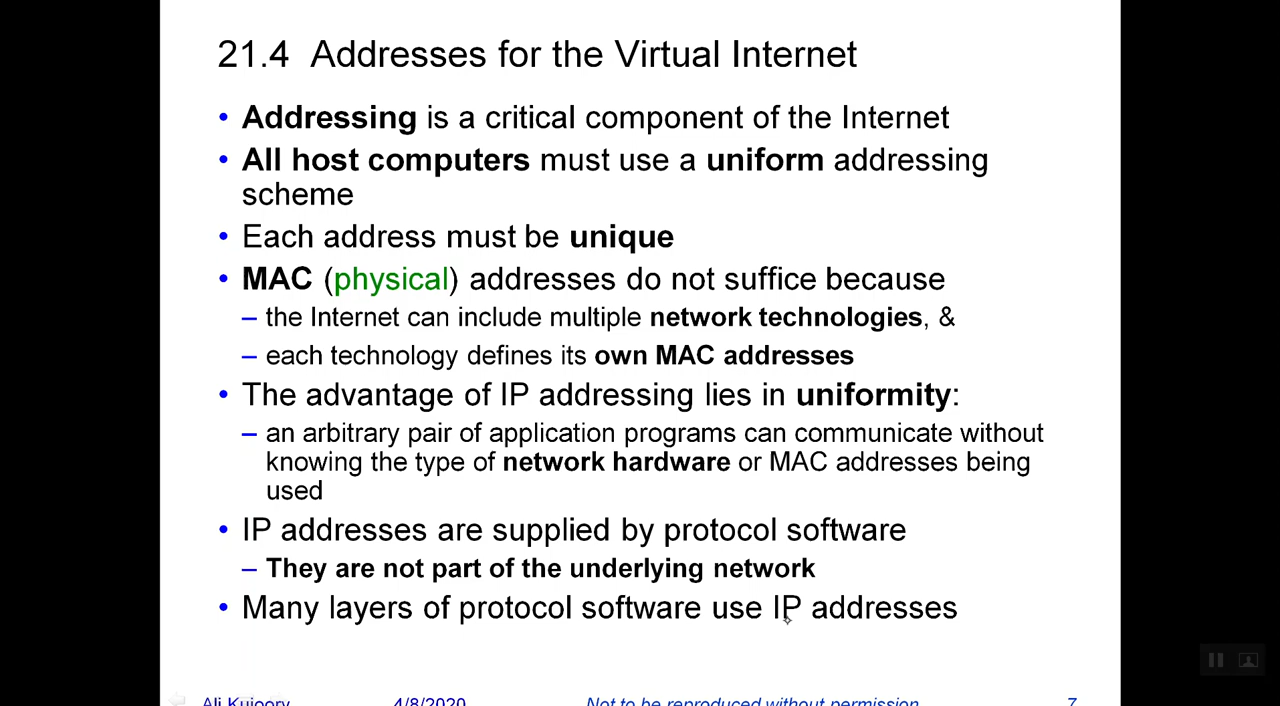 21.4 Addresses for the Virtual Internet
• Addressing is a critical component of the Internet
• All host computers must use a uniform addressing
scheme
• Each address must be unique
• MAC (physical) addresses do not suffice because
– the Internet can include multiple network technologies, &
– each technology defines its own MAC addresses
• The advantage of IP addressing lies in uniformity:
– an arbitrary pair of application programs can communicate without
knowing the type of network hardware or MAC addresses being
used
• IP addresses are supplied by protocol software
– They are not part of the underlying network
• Many layers of protocol software use IP addresses
Ali Kujoory 4/8/2020 Not to be reproduced without permission 7